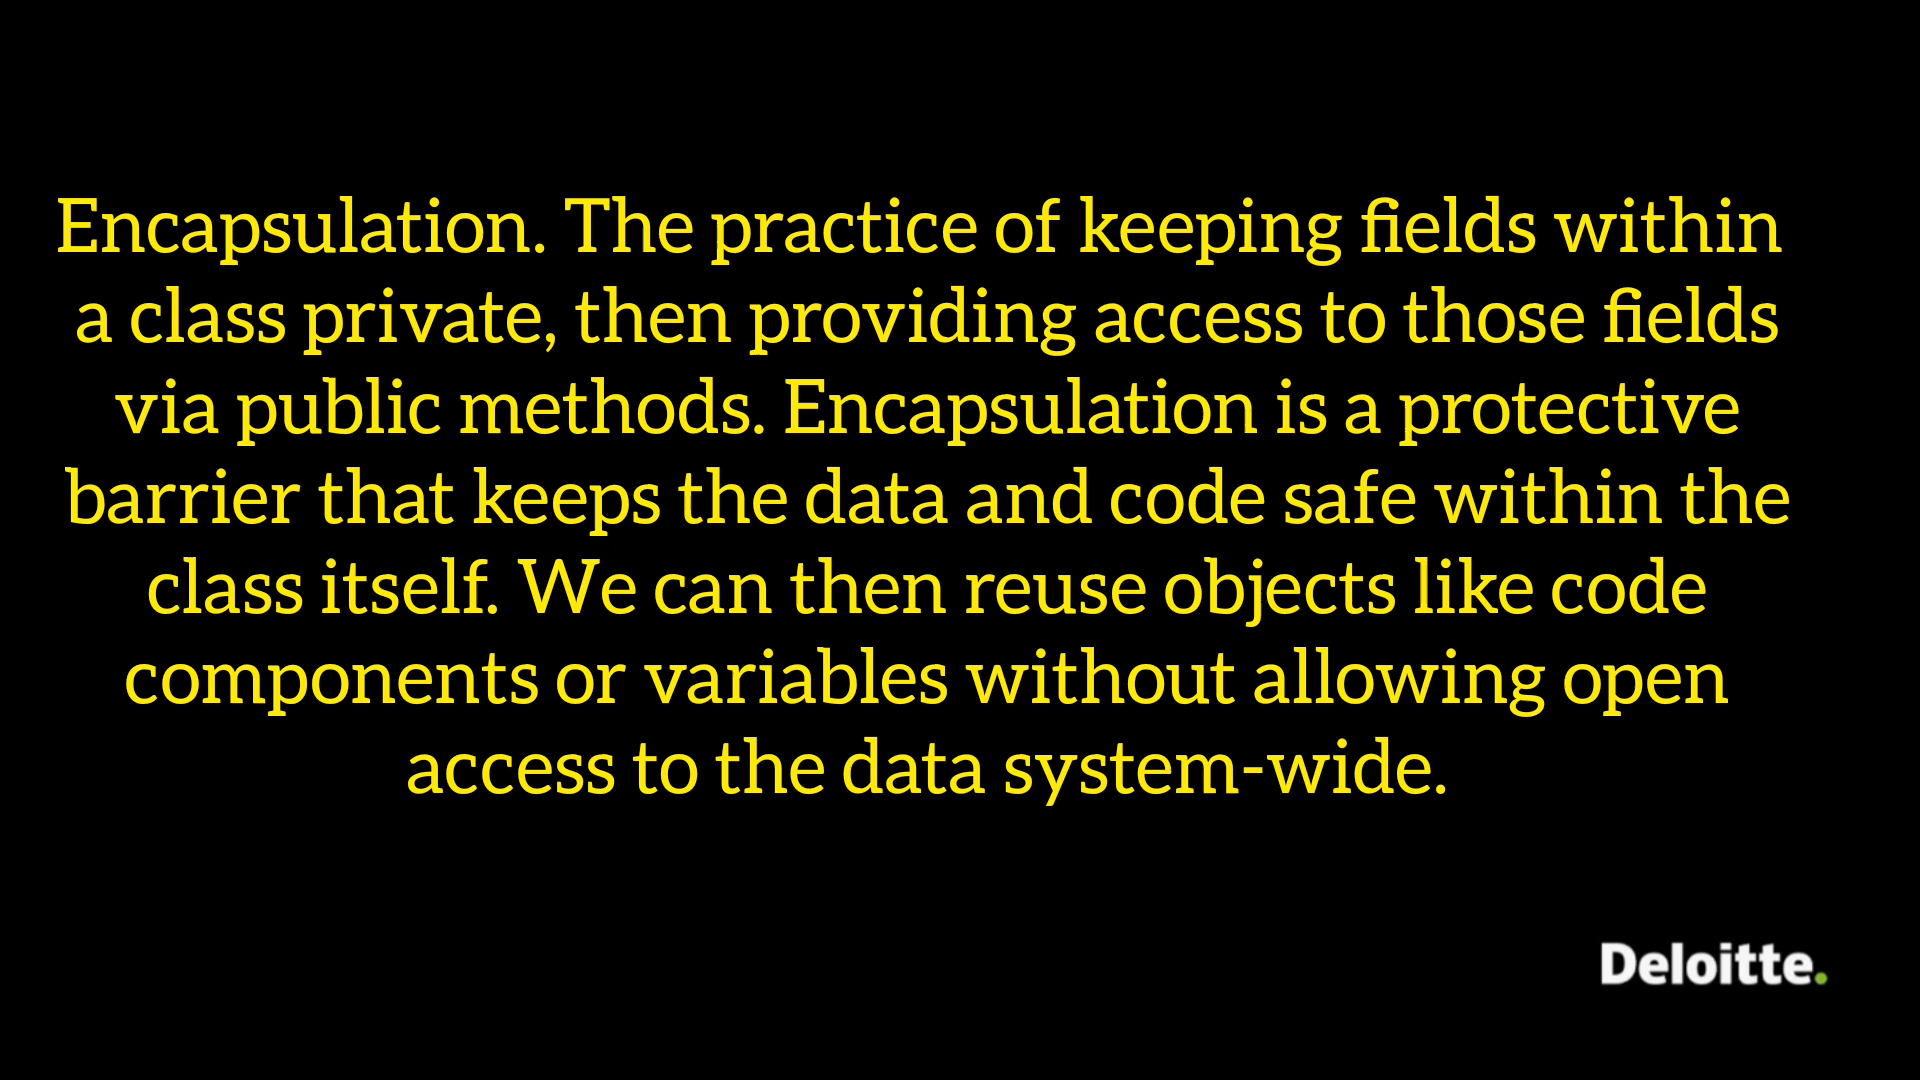 Encapsulation. The practice of keeping fields within
a class private, then providing access to those fields
via public methods. Encapsulation is a protective
barrier that keeps the data and code safe within the
class itself. We can then reuse objects like code
components or variables without allowing open
access to the data system-wide.
Deloitte.